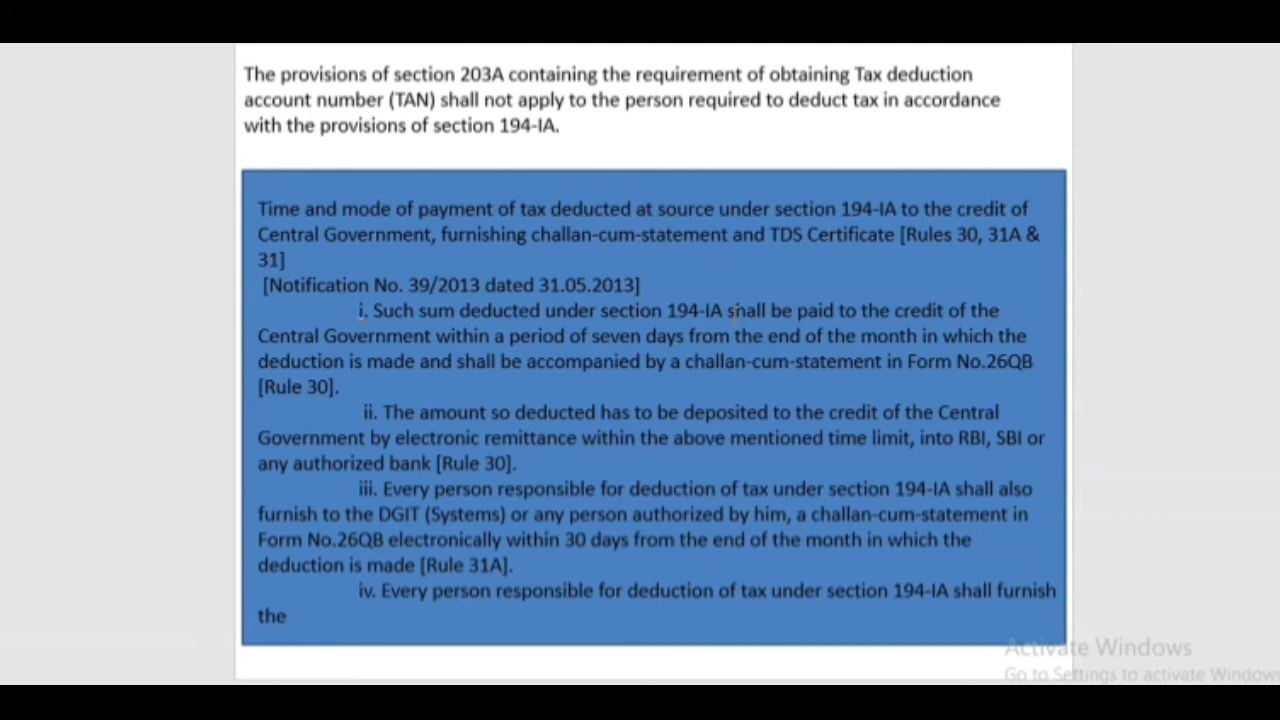 The provisions of section 203A containing the requirement of obtaining Tax deduction
account number (TAN) shall not apply to the person required to deduct tax in accordance
with the provisions of section 194-IA.
Time and mode of payment of tax deducted at source under section 194-IA to the credit of
Central Government, furnishing challan-cum-statement and TDS Certificate [Rules 30, 31A &
31]
[Notification No. 39/2013 dated 31.05.2013]
i. Such sum deducted under section 194-IA shall be paid to the credit of the
Central Government within a period of seven days from the end of the month in which the
deduction is made and shall be accompanied by a challan-cum-statement in Form No.26QB
[Rule 30].
ii. The amount so deducted has to be deposited to the credit of the Central
Government by electronic remittance within the above mentioned time limit, into RBI, SBI or
any authorized bank [Rule 30].
iii. Every person responsible for deduction of tax under section 194-IA shall also
furnish to the DGIT (Systems) or any person authorized by him, a challan-cum-statement in
Form No.26QB electronically within 30 days from the end of the month in which the
deduction is made [Rule 31A].
iv. Every person responsible for deduction of tax under section 194-IA shall furnish
the
Activate Windows
Go to Settings to activate Windows